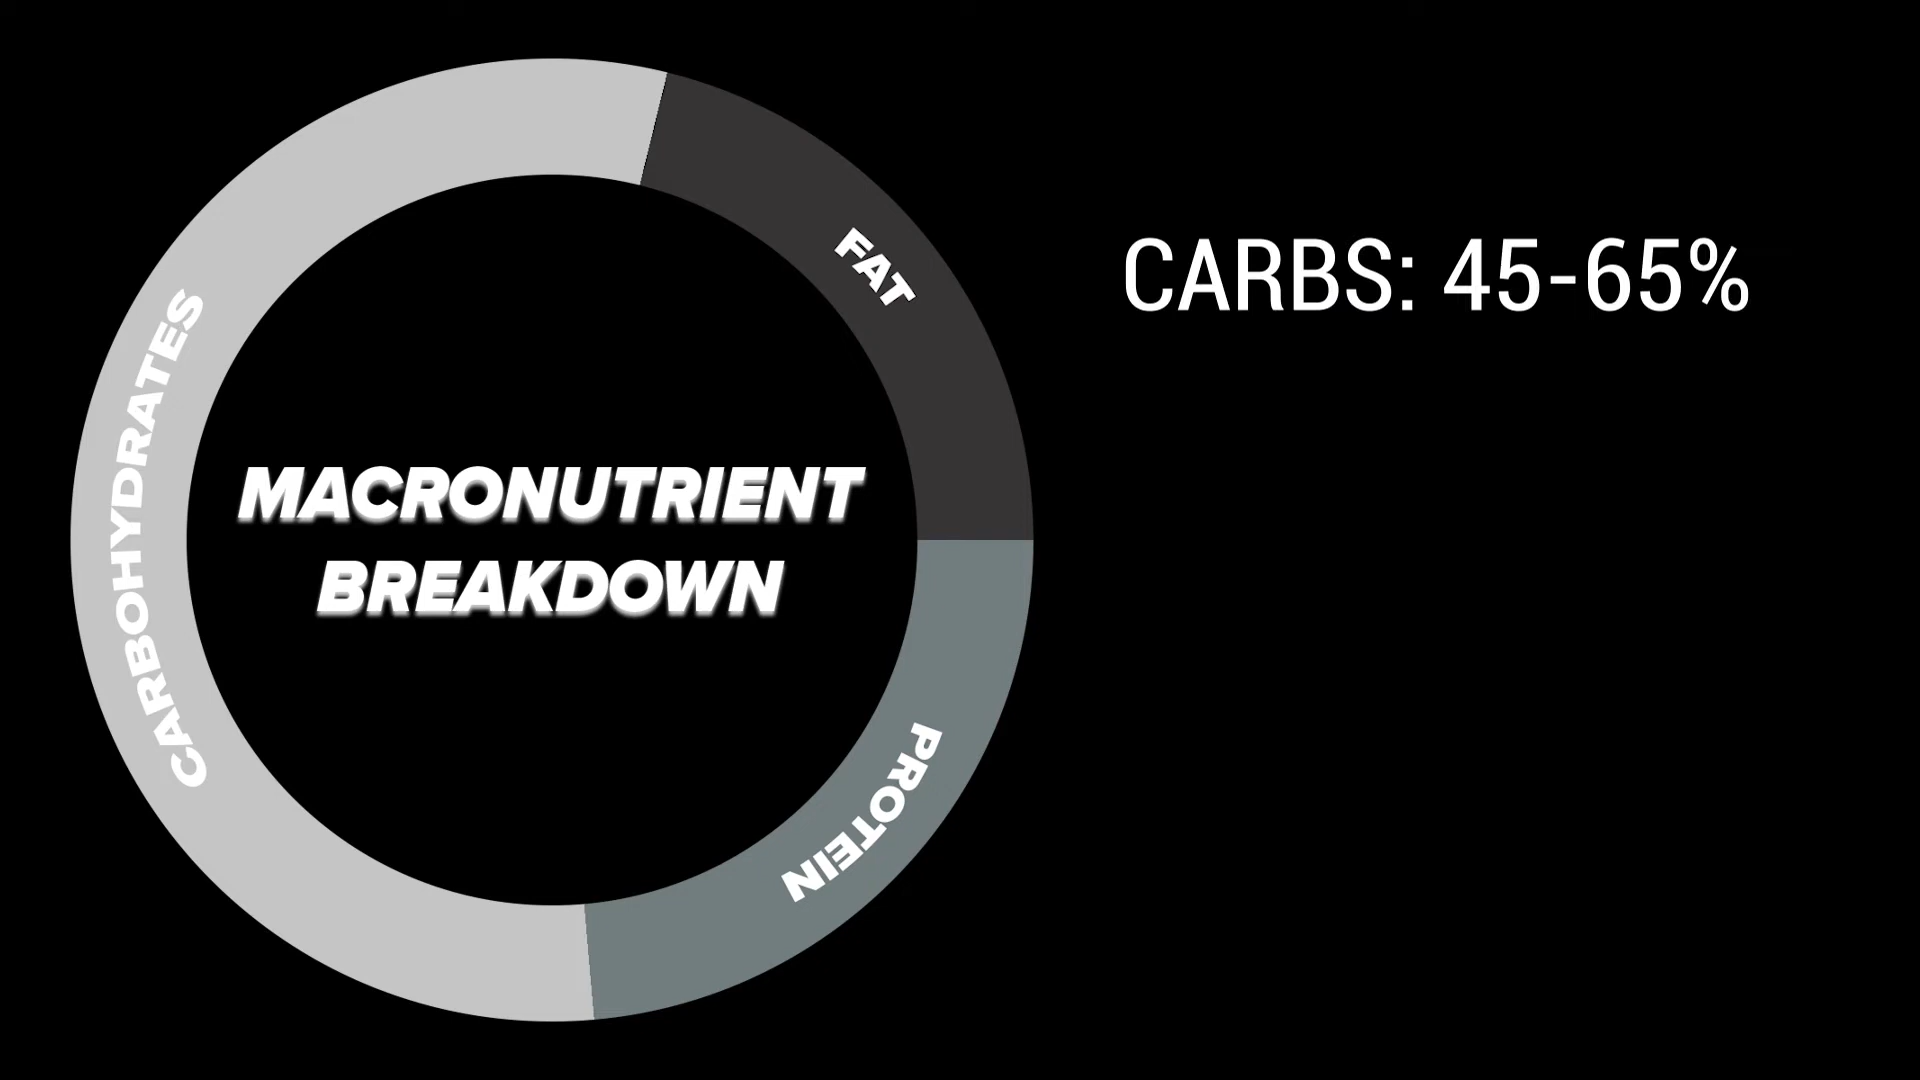 MACRONUTRIENT
BREAKDOWN
CARBOHYDRATES
FAT
PROTEIN
CARBS: 45-65%